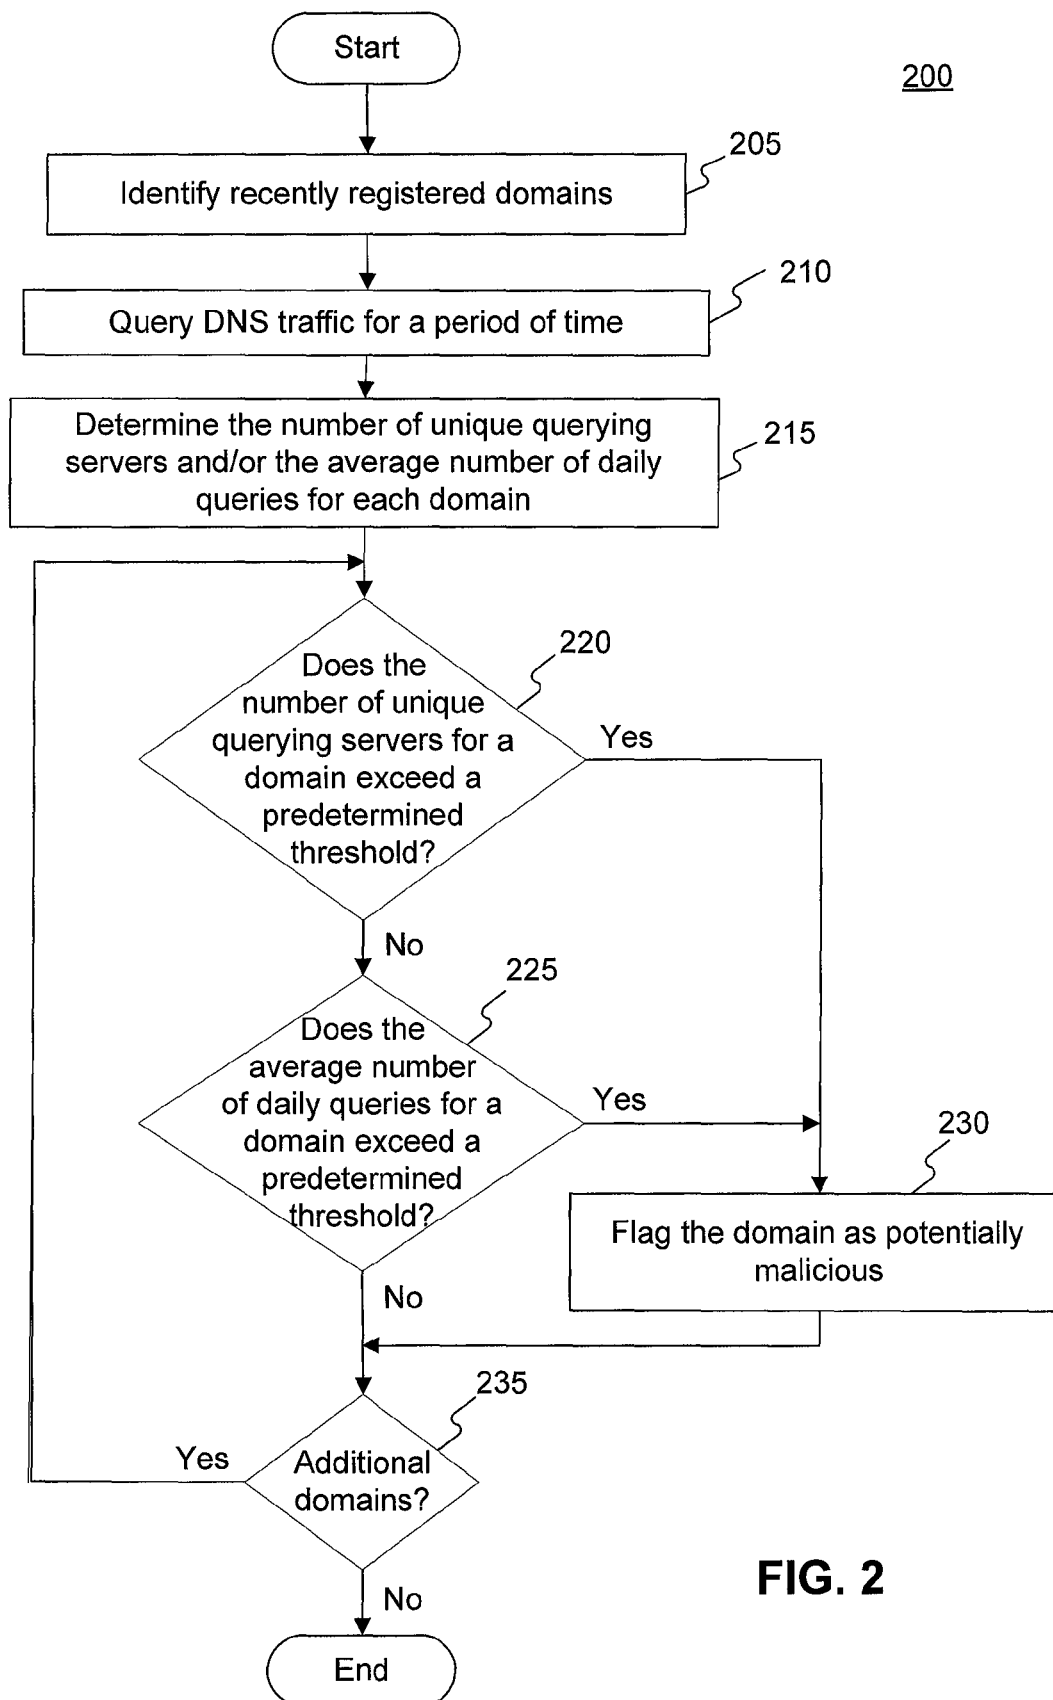 Start
200
205
Identify recently registered domains
210
Query DNS traffic for a period of time
Determine the number of unique querying
servers and/or the average number of daily
queries for each domain
215
220
Does the
number of unique
querying servers for a
domain exceed a
predetermined
threshold?
Yes
No
225
Does the
average number
of daily queries for a
domain exceed a
predetermined
threshold?
Yes
230
Flag the domain as potentially
malicious
No
235
Yes
Additional
domains?
No
FIG. 2
End